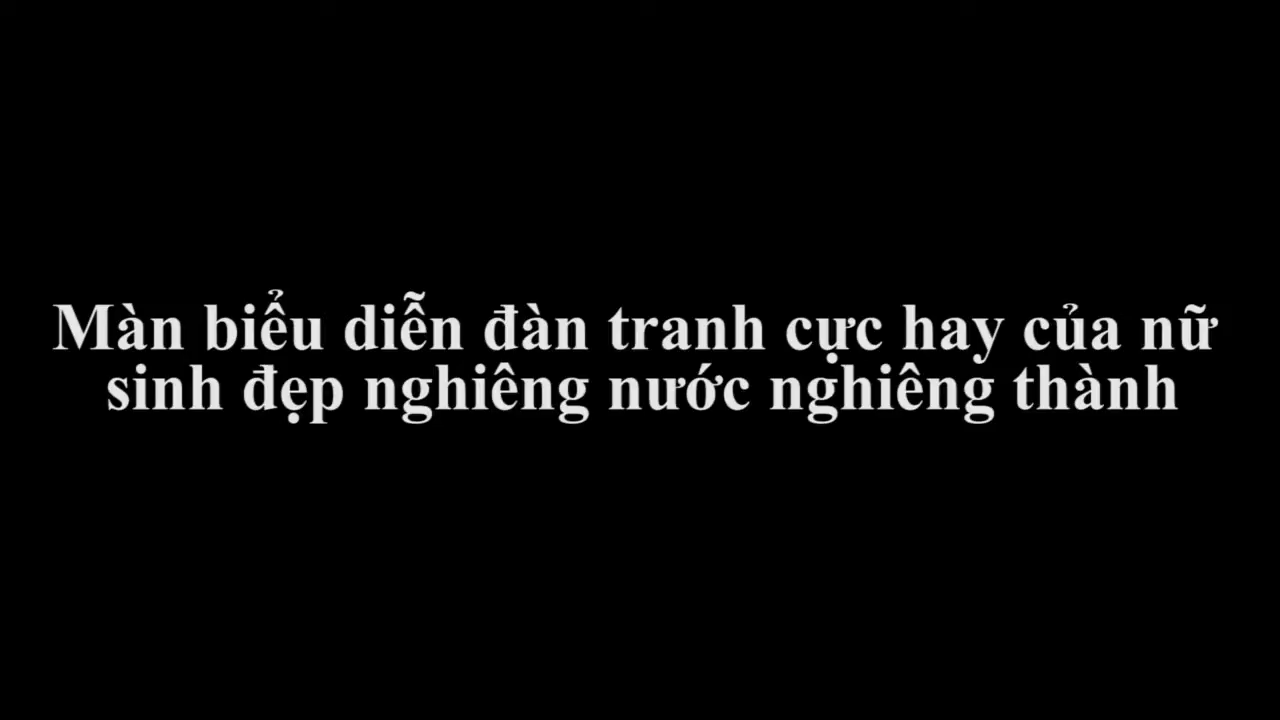 Màn biểu diễn đàn tranh cực hay của nữ
sinh đẹp nghiêng nước nghiêng thành